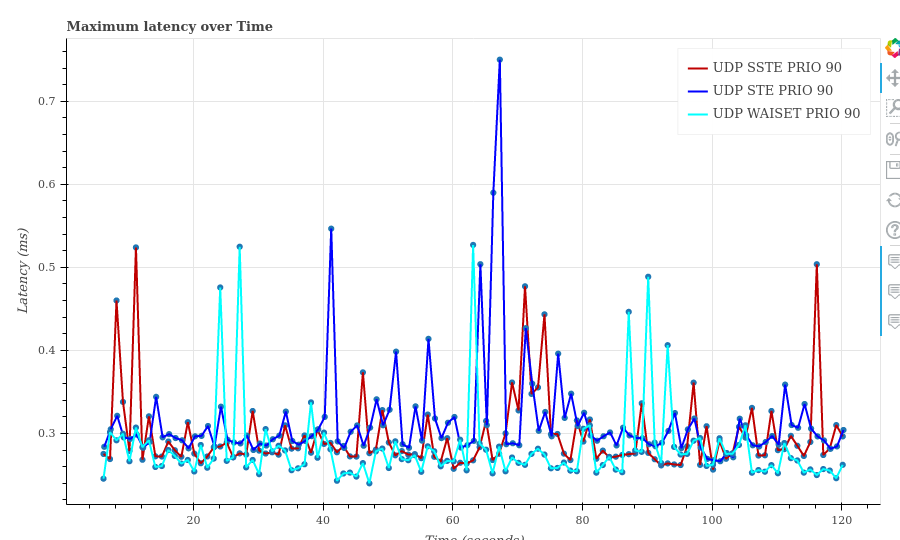 Maximum latency over Time
UDP SSTE PRIO 90
UDP STE PRIO 90
UDP WAISET PRIO 90
0.7
0.6
0.5
0.4
0.3
Latency (ms)
20
40
60
80
100
120
Time (seconds)